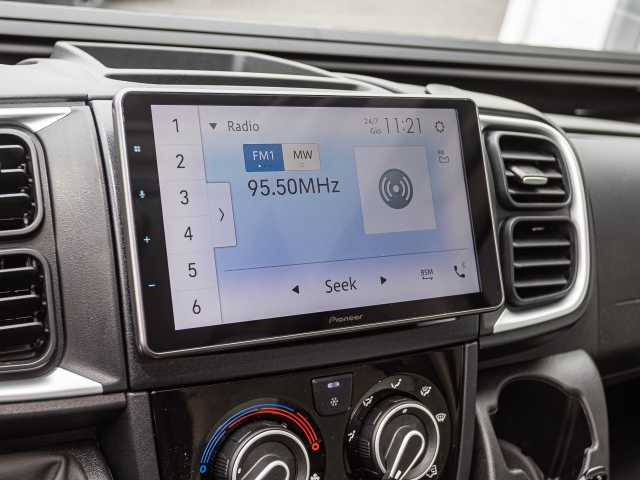 1
2
3
4
5
6
Radio
24/7
Gio
11:21
FM1
MW
95.50MHz
Seek
BSM
Pioneer